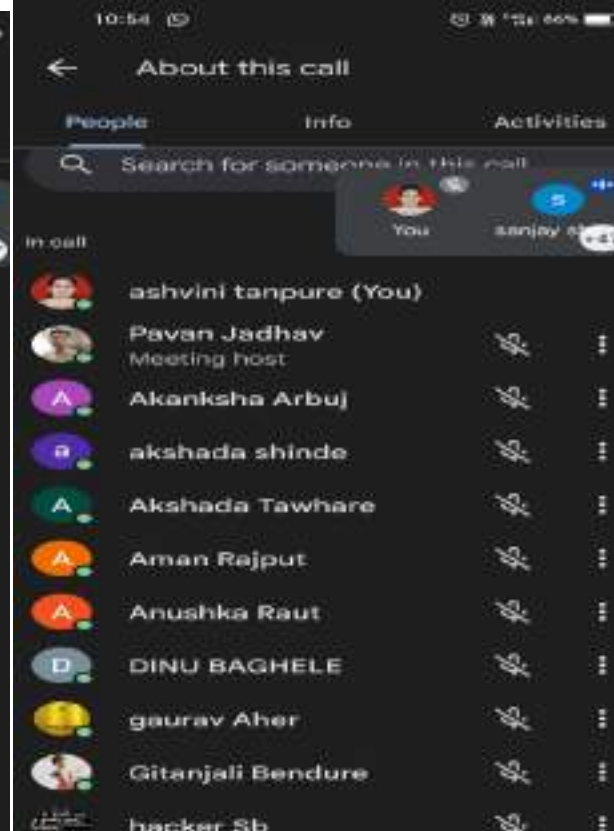 10:54
66%
About this call
People Info Activities
Search for someone in this call
You sanjay
In call
ashvini tanpure (You)
Pavan Jadhav
Meeting host
A Akanksha Arbuj
a akshada shinde
A Akshada Tawhare
A Aman Rajput
A Anushka Raut
D DINU BAGHELE
gaurav Aher
Gitanjali Bendure
hacker Sb